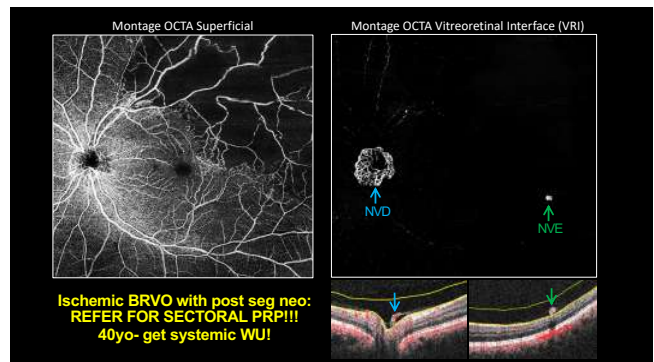 Montage OCTA Superficial
Montage OCTA Vitreoretinal Interface (VRI)
NVD
NVE
Ischemic BRVO with post seg neo:
REFER FOR SECTORAL PRP!!!
40yo- get systemic WU!